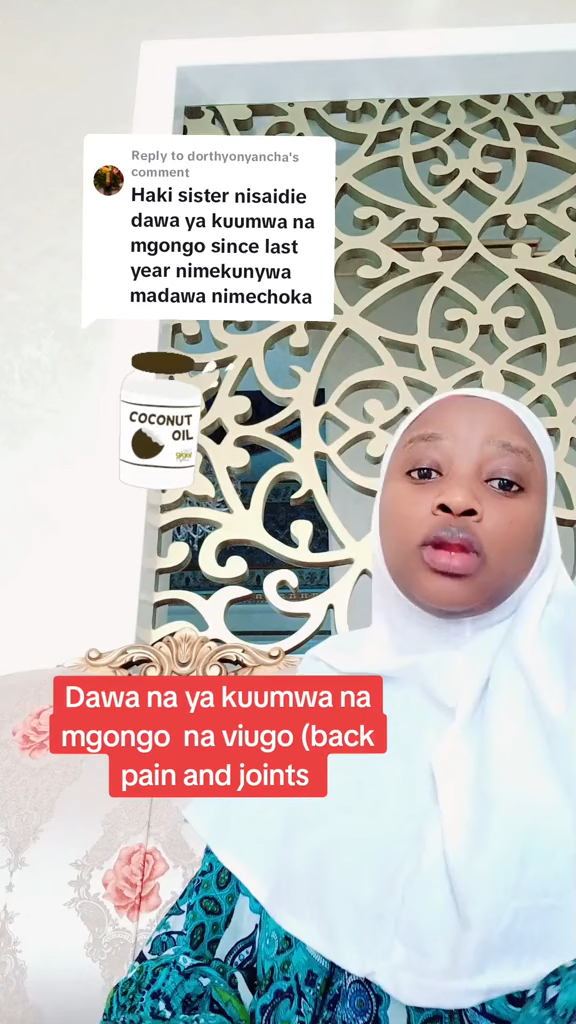 Reply to dorthyonyancha's
comment
Haki sister nisaidie
dawa ya kuumwa na
mgongo since last
year nimekunywa
madawa nimechoka
COCONUT
OIL
Dawa na ya kuumwa na
mgongo na viugo (back
pain and joints